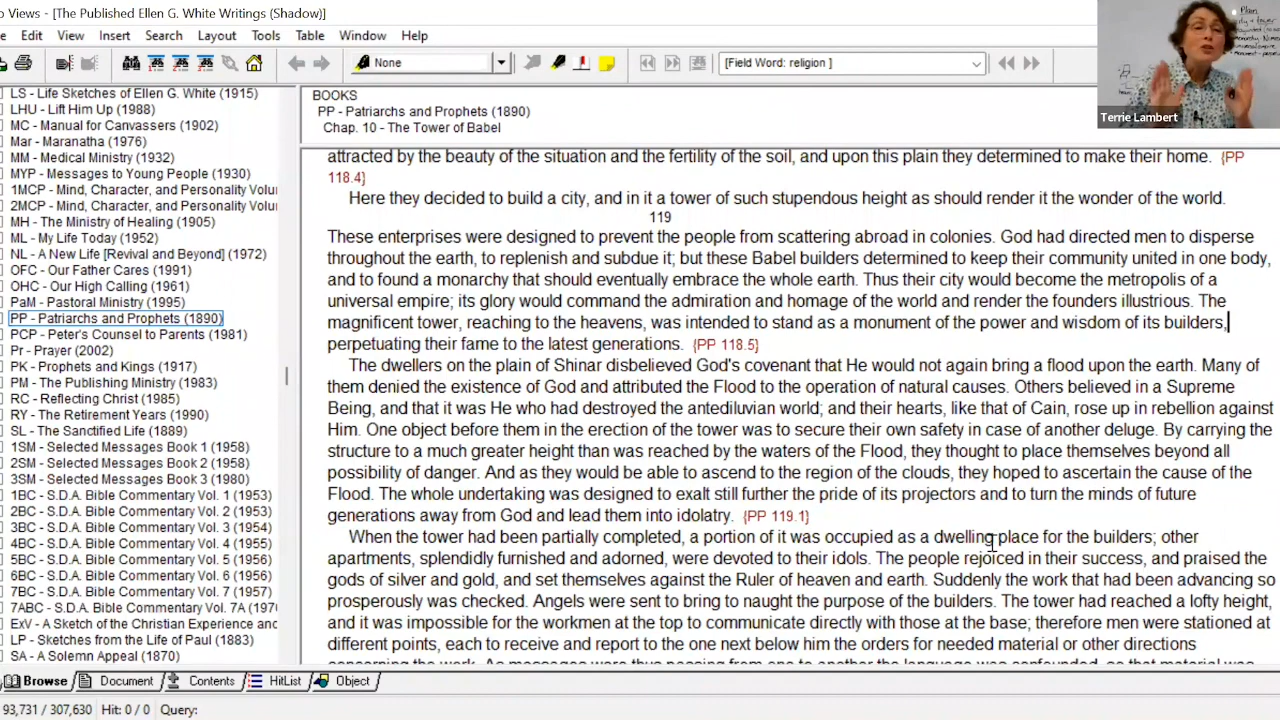 Views - [The Published Ellen G. White Writings (Shadow)]
e Edit View Insert Search Layout Tools Table Window Help
None
[Field Word: religion ]
LS - Life Sketches of Ellen G. White (1915)
LHU - Lift Him Up (1988)
MC - Manual for Canvassers (1902)
Mar - Maranatha (1976)
MM - Medical Ministry (1932)
MYP - Messages to Young People (1930)
1MCP - Mind, Character, and Personality Volu
2MCP - Mind, Character, and Personality Volu
MH - The Ministry of Healing (1905)
ML - My Life Today (1952)
NL - A New Life [Revival and Beyond] (1972)
OFC - Our Father Cares (1991)
OHC - Our High Calling (1961)
PaM - Pastoral Ministry (1995)
PP - Patriarchs and Prophets (1890)
PCP - Peter's Counsel to Parents (1981)
Pr - Prayer (2002)
PK - Prophets and Kings (1917)
PM - The Publishing Ministry (1983)
RC - Reflecting Christ (1985)
RY - The Retirement Years (1990)
SL - The Sanctified Life (1889)
1SM - Selected Messages Book 1 (1958)
2SM - Selected Messages Book 2 (1958)
3SM - Selected Messages Book 3 (1980)
1BC - S.D.A. Bible Commentary Vol. 1 (1953)
2BC - S.D.A. Bible Commentary Vol. 2 (1953)
3BC - S.D.A. Bible Commentary Vol. 3 (1954)
4BC - S.D.A. Bible Commentary Vol. 4 (1955)
5BC - S.D.A. Bible Commentary Vol. 5 (1956)
6BC - S.D.A. Bible Commentary Vol. 6 (1956)
7BC - S.D.A. Bible Commentary Vol. 7 (1957)
7ABC - S.D.A. Bible Commentary Vol. 7A (197
ExV - A Sketch of the Christian Experience anc
LP - Sketches from the Life of Paul (1883)
SA - A Solemn Appeal (1870)
BOOKS
PP - Patriarchs and Prophets (1890)
Chap. 10 - The Tower of Babel
attracted by the beauty of the situation and the fertility of the soil, and upon this plain they determined to make their home. {PP
118.4}
Here they decided to build a city, and in it a tower of such stupendous height as should render it the wonder of the world.
119
These enterprises were designed to prevent the people from scattering abroad in colonies. God had directed men to disperse
throughout the earth, to replenish and subdue it; but these Babel builders determined to keep their community united in one body,
and to found a monarchy that should eventually embrace the whole earth. Thus their city would become the metropolis of a
universal empire; its glory would command the admiration and homage of the world and render the founders illustrious. The
magnificent tower, reaching to the heavens, was intended to stand as a monument of the power and wisdom of its builders,
perpetuating their fame to the latest generations. {PP 118.5}
The dwellers on the plain of Shinar disbelieved God's covenant that He would not again bring a flood upon the earth. Many of
them denied the existence of God and attributed the Flood to the operation of natural causes. Others believed in a Supreme
Being, and that it was He who had destroyed the antediluvian world; and their hearts, like that of Cain, rose up in rebellion against
Him. One object before them in the erection of the tower was to secure their own safety in case of another deluge. By carrying the
structure to a much greater height than was reached by the waters of the Flood, they thought to place themselves beyond all
possibility of danger. And as they would be able to ascend to the region of the clouds, they hoped to ascertain the cause of the
Flood. The whole undertaking was designed to exalt still further the pride of its projectors and to turn the minds of future
generations away from God and lead them into idolatry. {PP 119.1}
When the tower had been partially completed, a portion of it was occupied as a dwelling place for the builders; other
apartments, splendidly furnished and adorned, were devoted to their idols. The people rejoiced in their success, and praised the
gods of silver and gold, and set themselves against the Ruler of heaven and earth. Suddenly the work that had been advancing so
prosperously was checked. Angels were sent to bring to naught the purpose of the builders. The tower had reached a lofty height,
and it was impossible for the workmen at the top to communicate directly with those at the base; therefore men were stationed at
different points, each to receive and report to the one next below him the orders for needed material or other directions
concerning the work. As messages were thus passing from one to another the language was confounded, so that material was
Plain
Terrie Lambert
Browse Document Contents HitList Object
93,731 / 307,630 Hit: 0 / 0 Query: